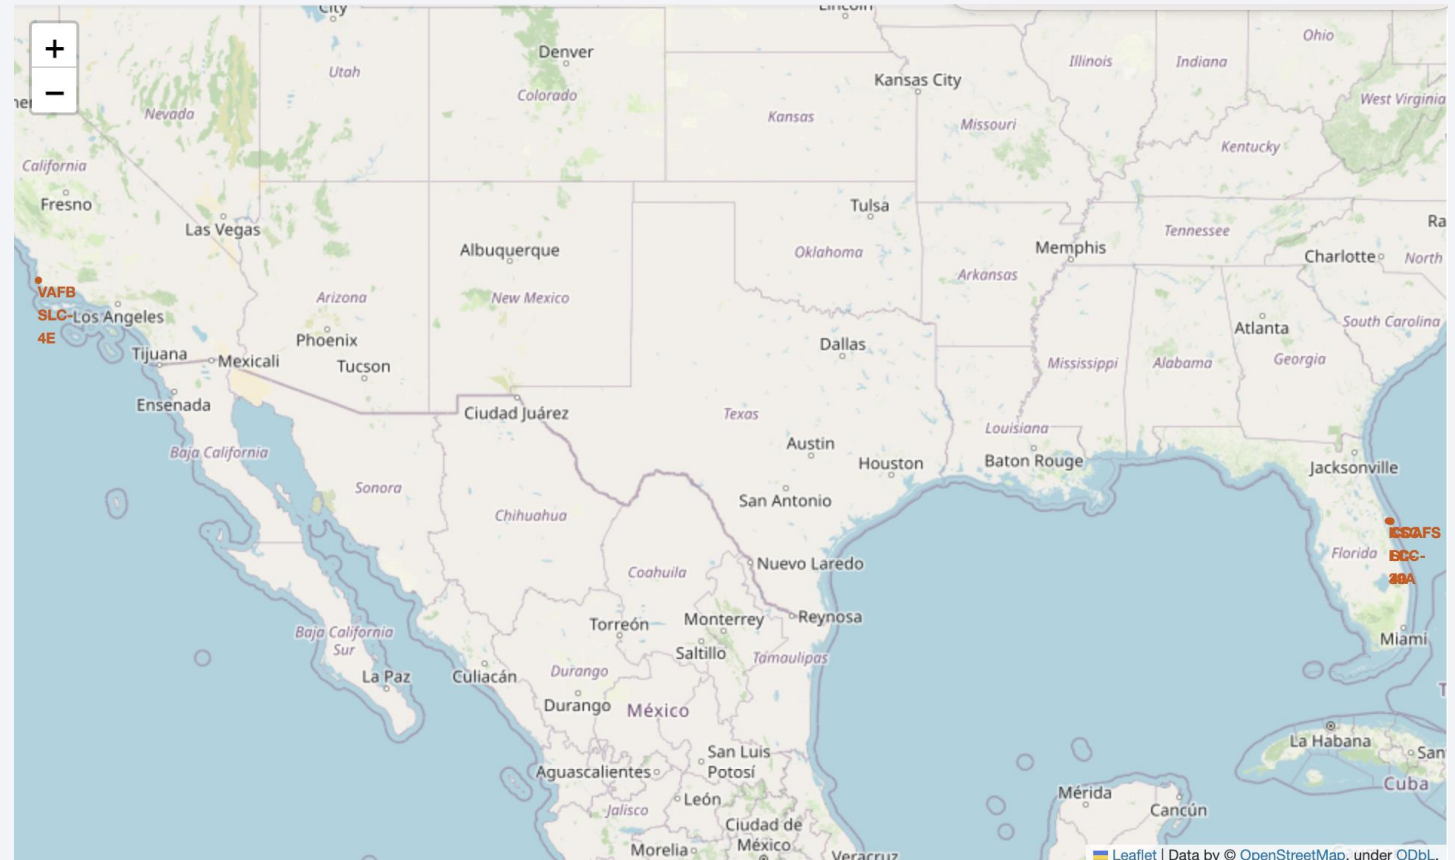 City
Lincoln
+
Denver
Ohio
Illinois
Indiana
Utah
Kansas City
−
Colorado
West Virginia
Nevada
Kansas
Missouri
Kentucky
California
Fresno
Tulsa
Las Vegas
Tennessee
Albuquerque
Oklahoma
Memphis
Charlotte
North
Arkansas
VAFB
SLC-
4E
Los Angeles
Arizona
New Mexico
South Carolina
Atlanta
Phoenix
Dallas
Tijuana
Mexicali
Tucson
Mississippi
Alabama
Georgia
Ensenada
Ciudad Juárez
Texas
Louisiana
Austin
Baja California
Houston
Baton Rouge
Jacksonville
Sonora
San Antonio
Chihuahua
Florida
Nuevo Laredo
Coahuila
Reynosa
Torreón
Monterrey
Baja California
Sur
Miami
Saltillo
Tamaulipas
La Paz
Culiacán
Durango
Durango
México
La Habana
San Luis
Potosí
San
Aguascalientes
Cuba
Mérida
León
Jalisco
Cancún
Ciudad de
México
Morelia
Veracruz
Leaflet | Data by © OpenStreetMap, under ODbL.